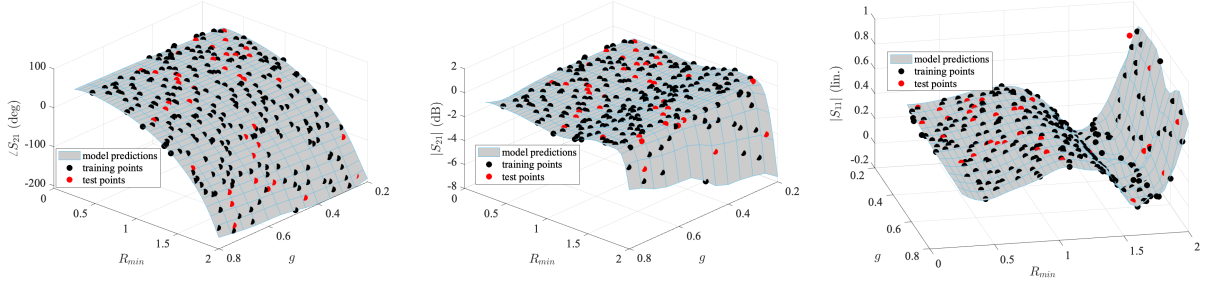 100
0
-100
-200
∠S21 (deg)
model predictions
training points
test points
0
0.5
1
1.5
2
Rmin
0.8
0.6
0.4
0.2
g
2
0
-2
-4
-6
-8
|S21| (dB)
model predictions
training points
test points
0
0.5
1
1.5
2
Rmin
0.8
0.6
0.4
0.2
g
1
0.8
0.6
0.4
0.2
0
-0.2
|S11| (lin.)
model predictions
training points
test points
0.2
0.4
0.6
0.8
g
0
0.5
1
1.5
2
Rmin